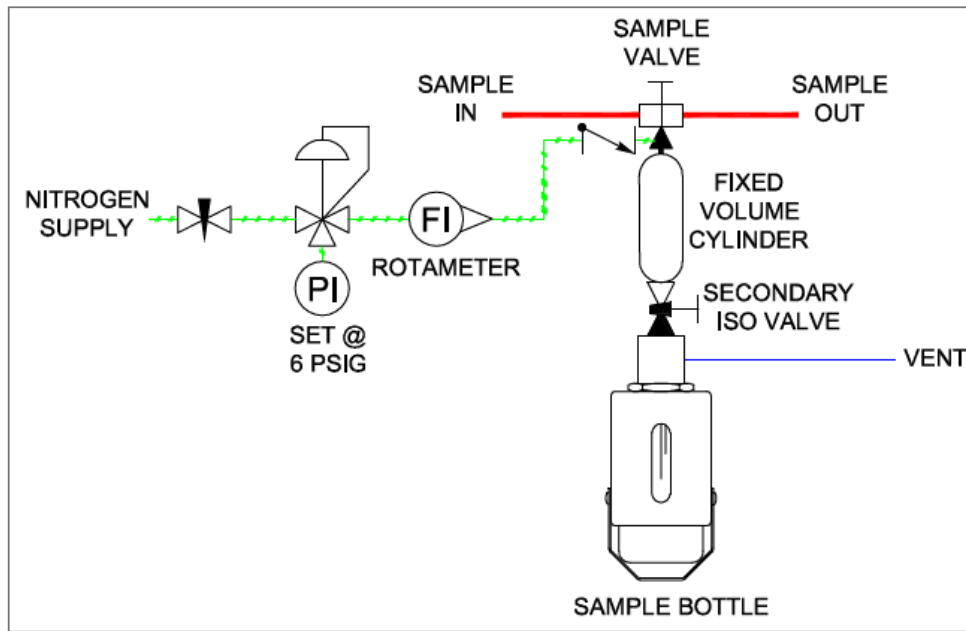 SAMPLE
VALVE
SAMPLE
IN
SAMPLE
OUT
NITROGEN
SUPPLY
FI
ROTAMETER
FIXED
VOLUME
CYLINDER
PI
SET @
6 PSIG
SECONDARY
ISO VALVE
VENT
SAMPLE BOTTLE